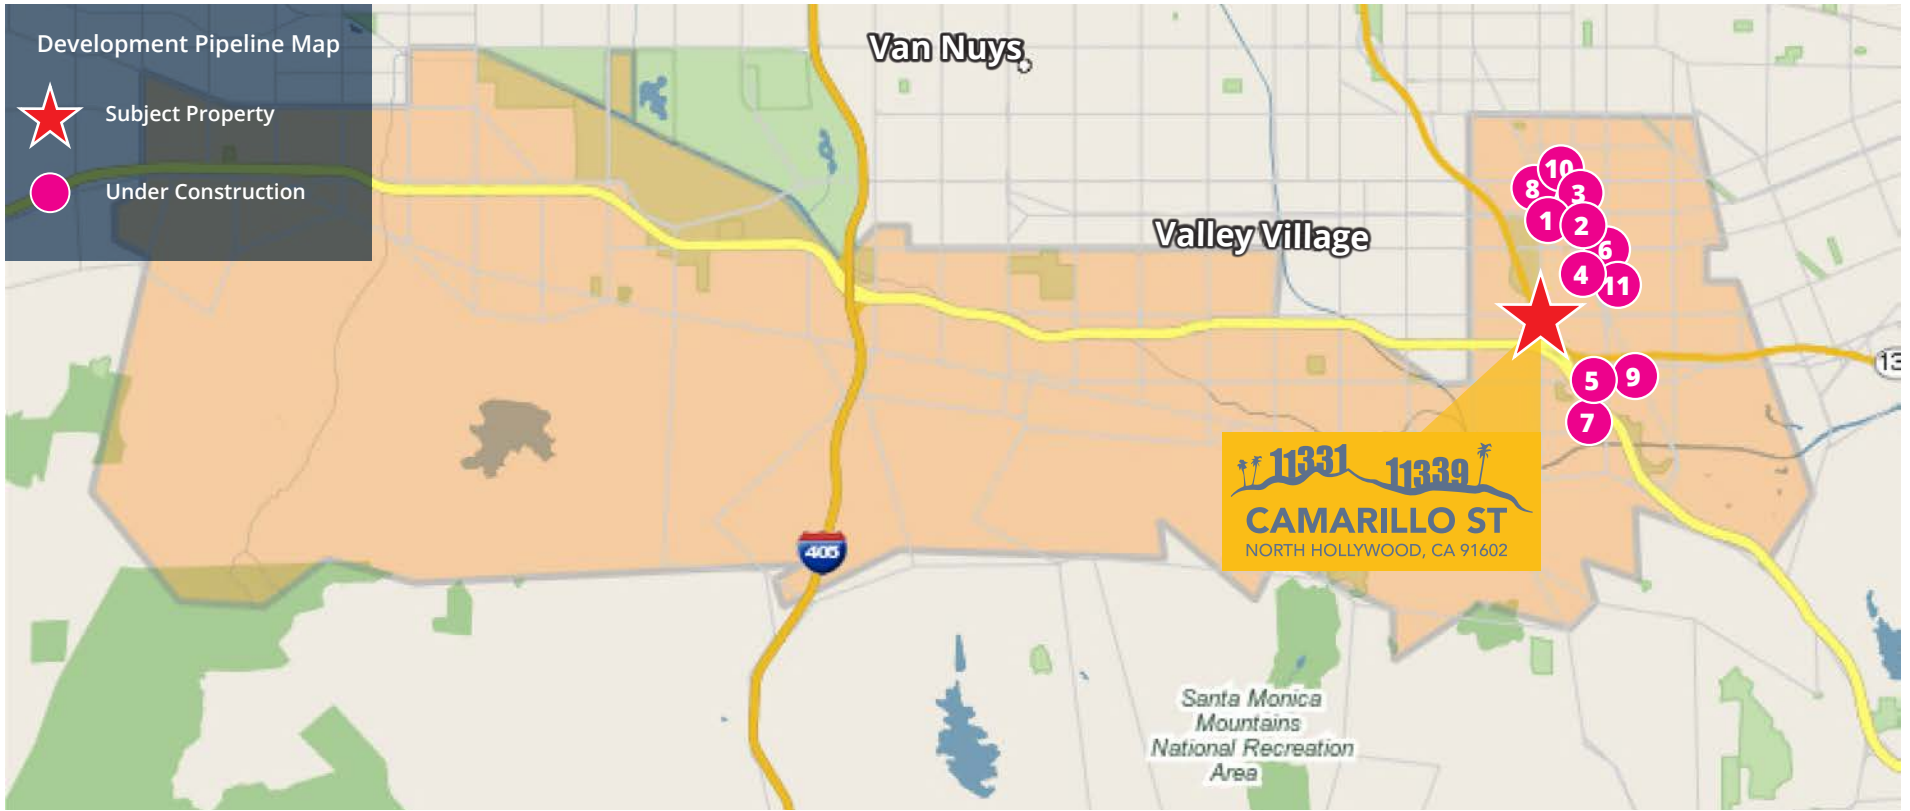 Development Pipeline Map
Subject Property
Under Construction
Van Nuys
Valley Village
10
8
3
1
2
6
4
11
13
5
9
7
11331 11339
CAMARILLO ST
NORTH HOLLYWOOD, CA 91602
405
Santa Monica
Mountains
National Recreation
Area